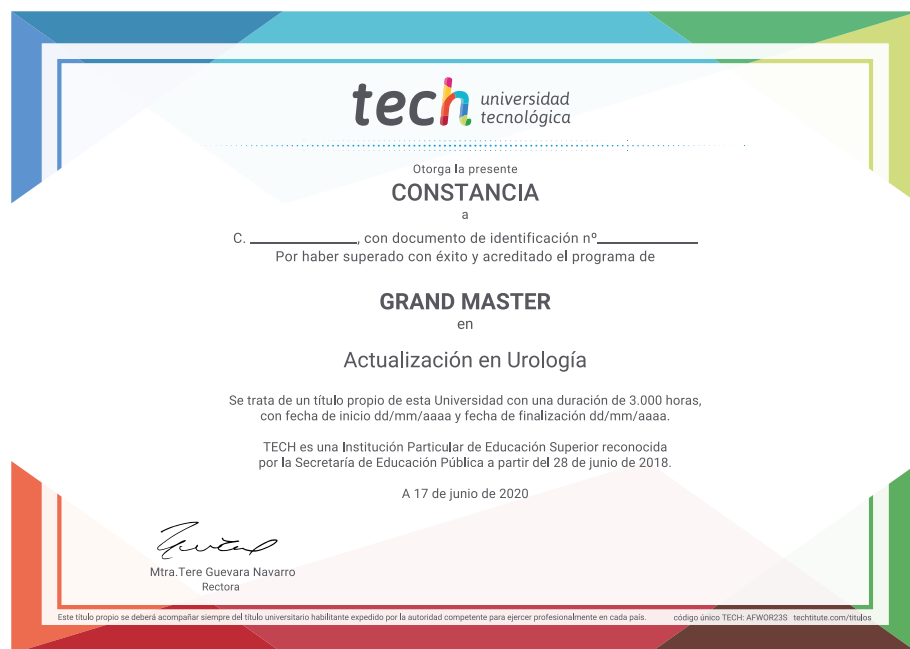 tech universidad
tecnológica
Otorga la presente
CONSTANCIA
a
C. ______________, con documento de identificación nº______________
Por haber superado con éxito y acreditado el programa de
GRAND MASTER
en
Actualización en Urología
Se trata de un título propio de esta Universidad con una duración de 3.000 horas,
con fecha de inicio dd/mm/aaaa y fecha de finalización dd/mm/aaaa.
TECH es una Institución Particular de Educación Superior reconocida
por la Secretaría de Educación Pública a partir del 28 de junio de 2018.
A 17 de junio de 2020
Mtra.Tere Guevara Navarro
Rectora
Este título propio se deberá acompañar siempre del título universitario habilitante expedido por la autoridad competente para ejercer profesionalmente en cada país. código único TECH: AFWOR23S techtitute.com/titulos